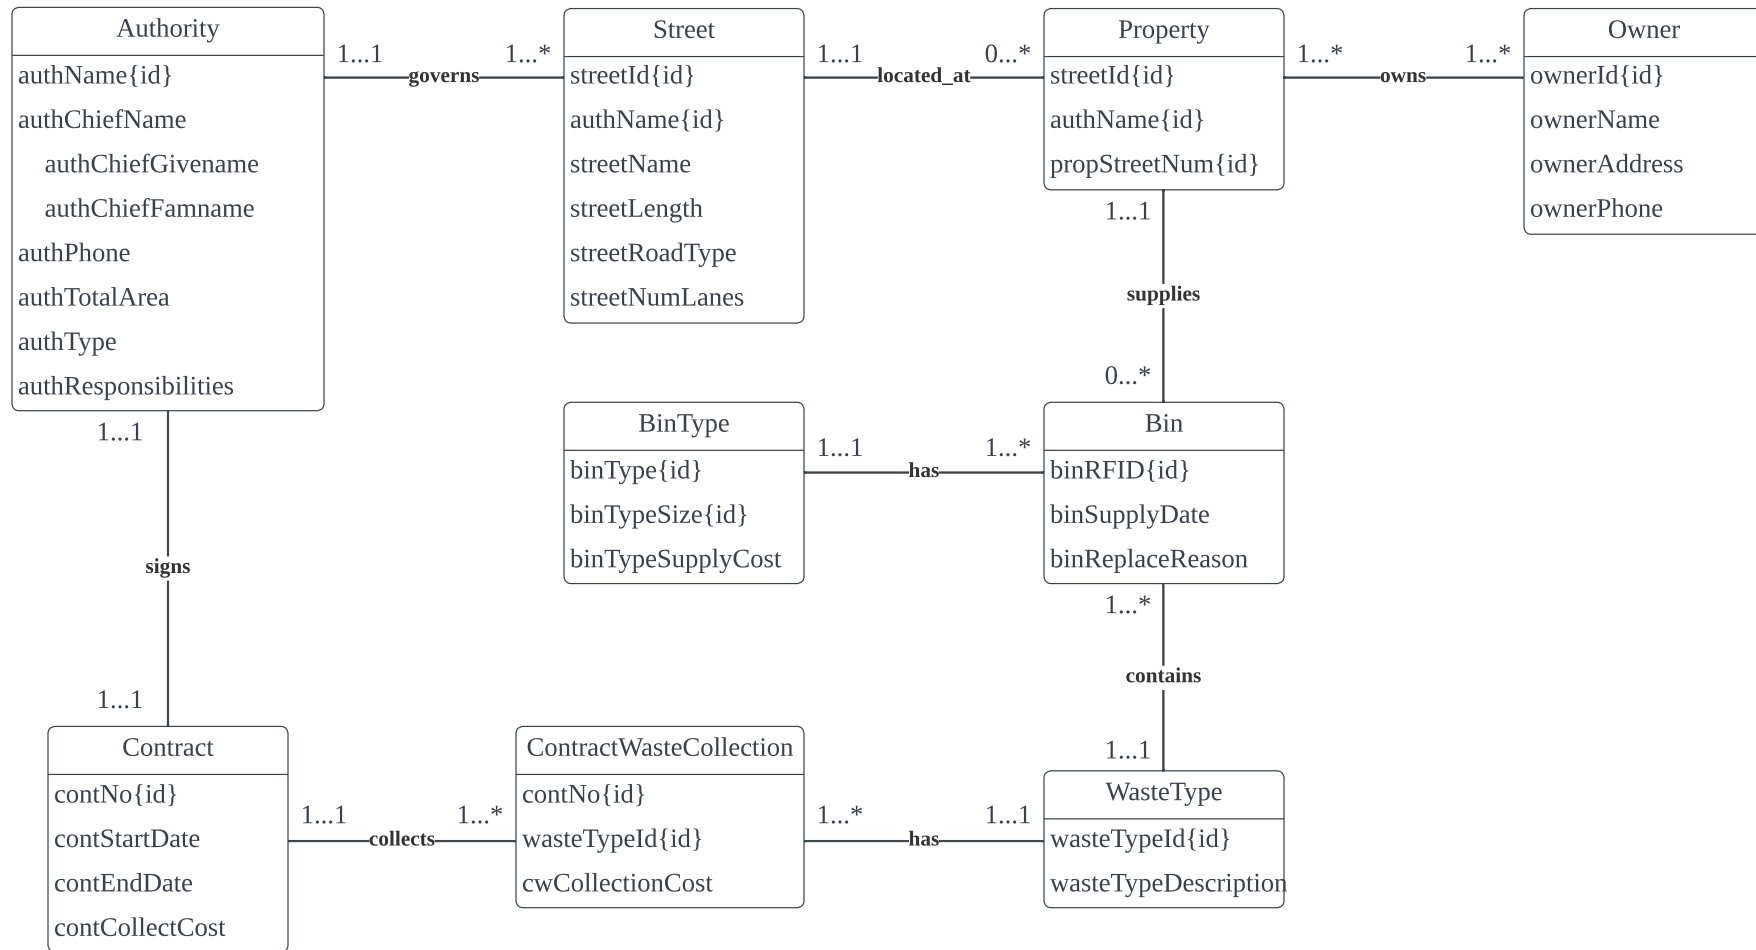 Authority
authName{id}
authChiefName
authChiefGivename
authChiefFamname
authPhone
authTotalArea
authType
authResponsibilities
1...1
governs
1...*
Street
streetId{id}
authName{id}
streetName
streetLength
streetRoadType
streetNumLanes
1...1
located_at
0...*
Property
streetId{id}
authName{id}
propStreetNum{id}
1...*
owns
1...*
Owner
ownerId{id}
ownerName
ownerAddress
ownerPhone
1...1
supplies
0...*
BinType
binType{id}
binTypeSize{id}
binTypeSupplyCost
1...1
has
1...*
Bin
binRFID{id}
binSupplyDate
binReplaceReason
1...*
contains
1...1
1...1
signs
1...1
Contract
contNo{id}
contStartDate
contEndDate
contCollectCost
1...1
collects
1...*
ContractWasteCollection
contNo{id}
wasteTypeId{id}
cwCollectionCost
1...*
has
1...1
WasteType
wasteTypeId{id}
wasteTypeDescription